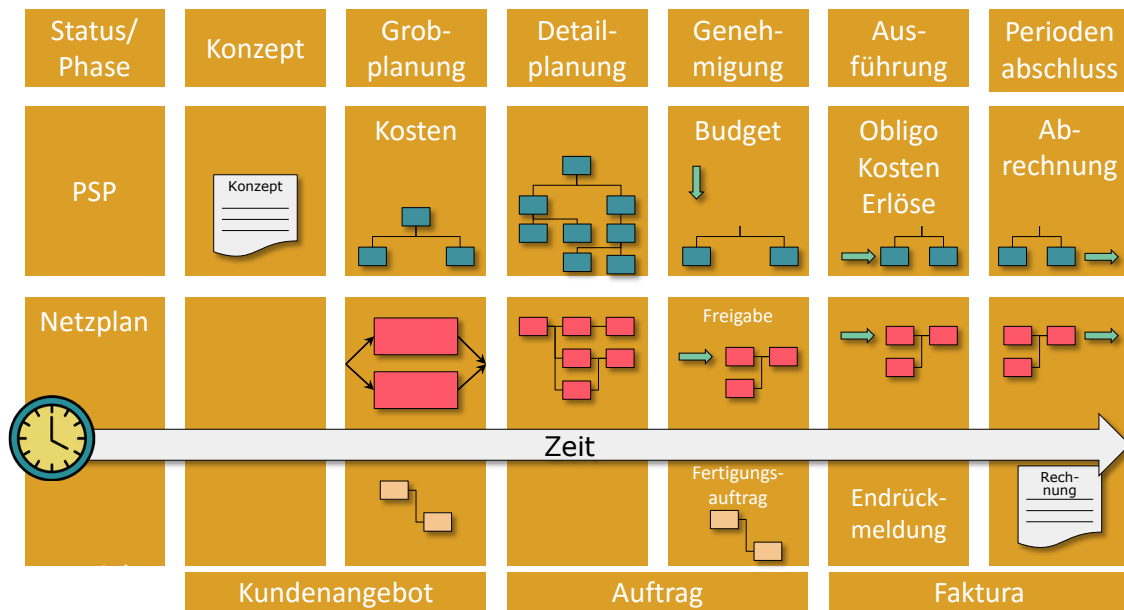 Status/
Phase
Konzept
Grob-
planung
Detail-
planung
Geneh-
migung
Aus-
führung
Perioden
abschluss
PSP
Konzept
Kosten
Budget
Obligo
Kosten
Erlöse
Ab-
rechnung
Netzplan
Freigabe
Zeit
Fertigungs-
auftrag
Endrück-
meldung
Rech-
nung
Kundenangebot
Auftrag
Faktura